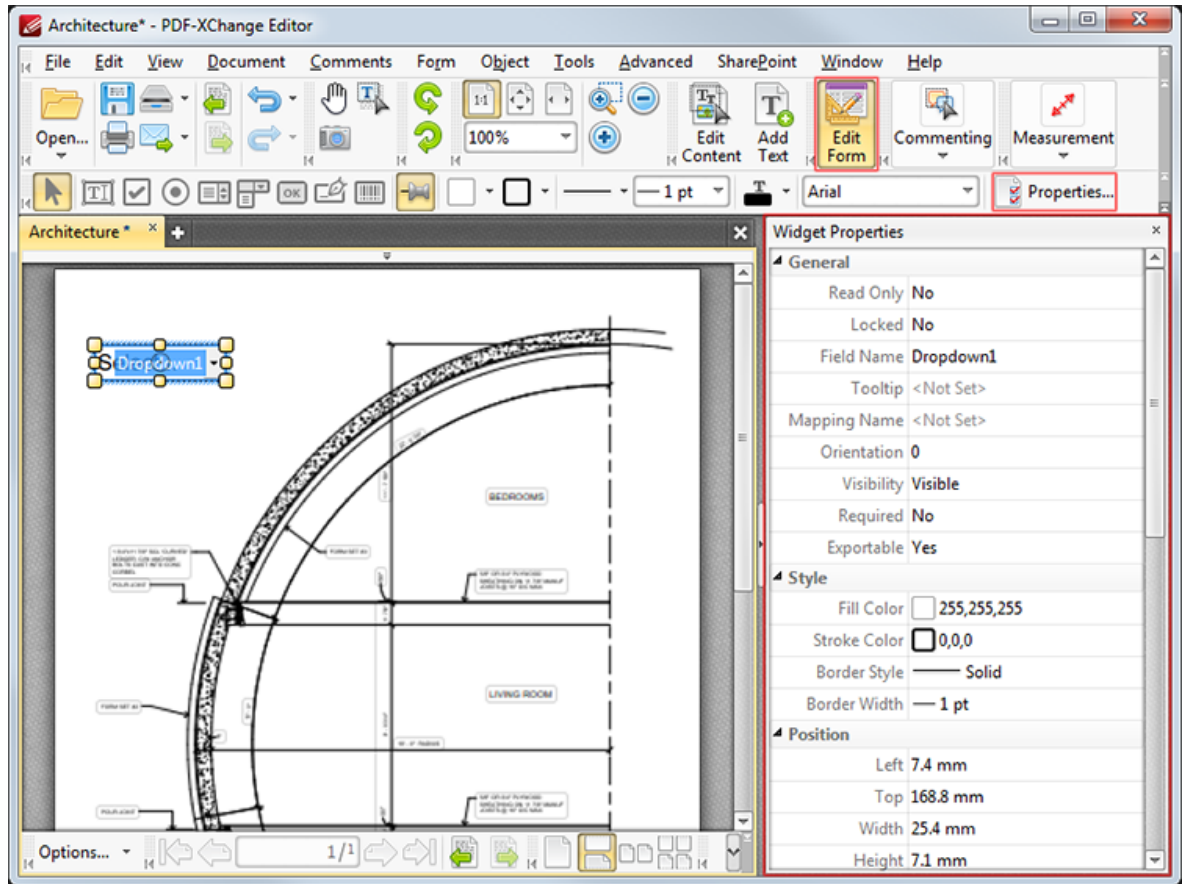 Architecture* - PDF-XChange Editor
File Edit View Document Comments Form Object Tools Advanced SharePoint Window Help
Open...
1:1
100%
Edit Content
Add Text
Edit Form
Commenting
Measurement
OK
1 pt
Arial
Properties...
Architecture *
Widget Properties
General
Read Only No
Locked No
Field Name Dropdown1
Tooltip <Not Set>
Mapping Name <Not Set>
Orientation 0
Visibility Visible
Required No
Exportable Yes
Style
Fill Color 255,255,255
Stroke Color 0,0,0
Border Style Solid
Border Width 1 pt
Position
Left 7.4 mm
Top 168.8 mm
Width 25.4 mm
Height 7.1 mm
Dropdown1
BEDROOMS
LIVING ROOM
Options...
1/1